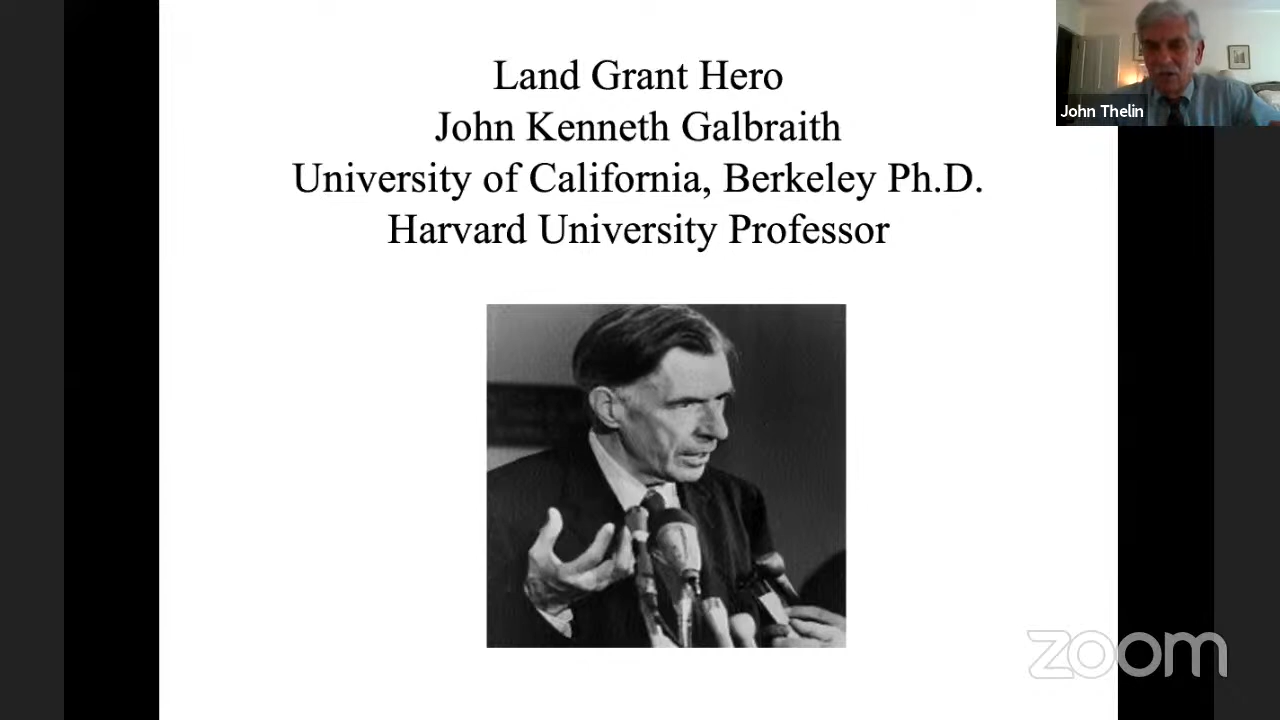 Land Grant Hero
John Kenneth Galbraith
University of California, Berkeley Ph.D.
Harvard University Professor
John Thelin
zoom